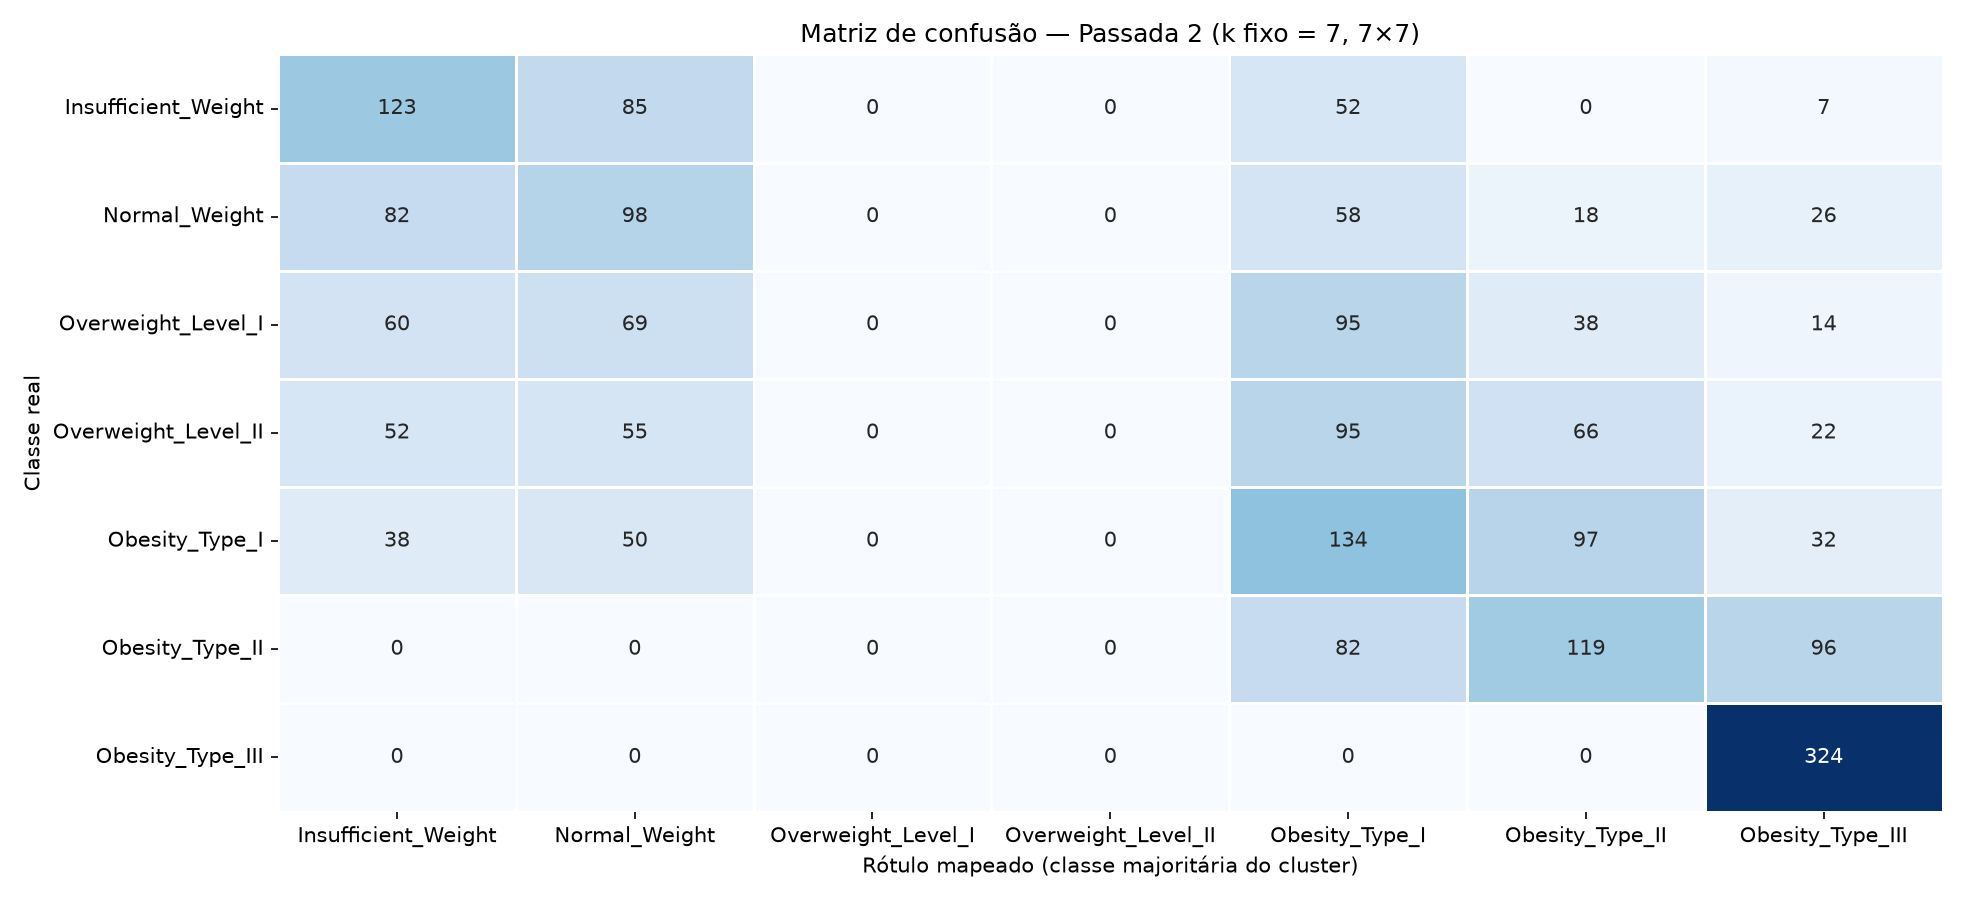 Matriz de confusão — Passada 2 (k fixo = 7, 7×7)
Classe real
Insufficient_Weight 123 85 0 0 52 0 7
Normal_Weight 82 98 0 0 58 18 26
Overweight_Level_I 60 69 0 0 95 38 14
Overweight_Level_II 52 55 0 0 95 66 22
Obesity_Type_I 38 50 0 0 134 97 32
Obesity_Type_II 0 0 0 0 82 119 96
Obesity_Type_III 0 0 0 0 0 0 324
Insufficient_Weight Normal_Weight Overweight_Level_I Overweight_Level_II Obesity_Type_I Obesity_Type_II Obesity_Type_III
Rótulo mapeado (classe majoritária do cluster)